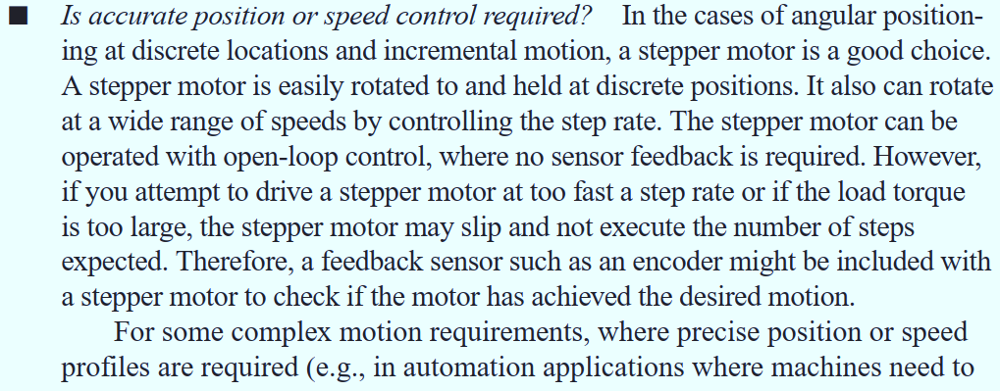 ■ Is accurate position or speed control required? In the cases of angular position-
ing at discrete locations and incremental motion, a stepper motor is a good choice.
A stepper motor is easily rotated to and held at discrete positions. It also can rotate
at a wide range of speeds by controlling the step rate. The stepper motor can be
operated with open-loop control, where no sensor feedback is required. However,
if you attempt to drive a stepper motor at too fast a step rate or if the load torque
is too large, the stepper motor may slip and not execute the number of steps
expected. Therefore, a feedback sensor such as an encoder might be included with
a stepper motor to check if the motor has achieved the desired motion.
For some complex motion requirements, where precise position or speed
profiles are required (e.g., in automation applications where machines need to